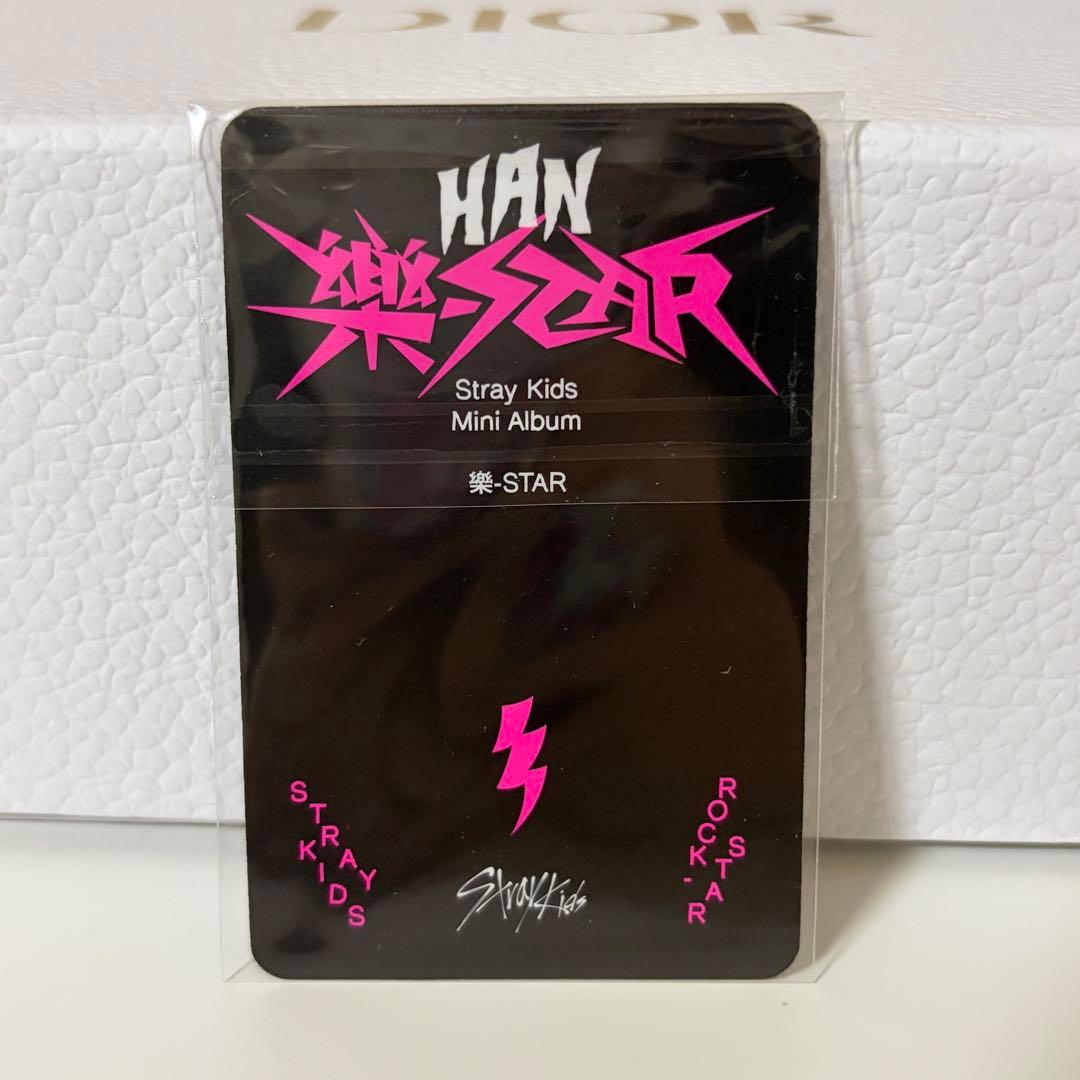 DIOR
HAN
樂-STAR
Stray Kids
Mini Album
樂-STAR
STRAY
KIDS
Stray Kids
ROCK-
STAR